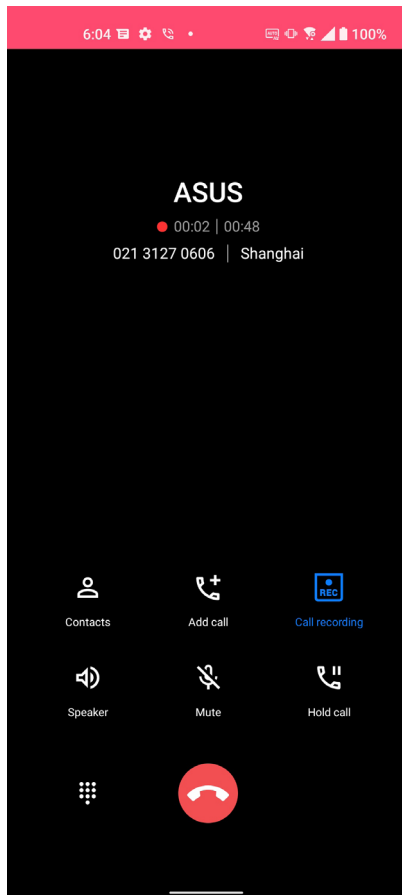 6:04 100%
ASUS
00:02 | 00:48
021 3127 0606 | Shanghai
REC
Contacts Add call Call recording
Speaker Mute Hold call